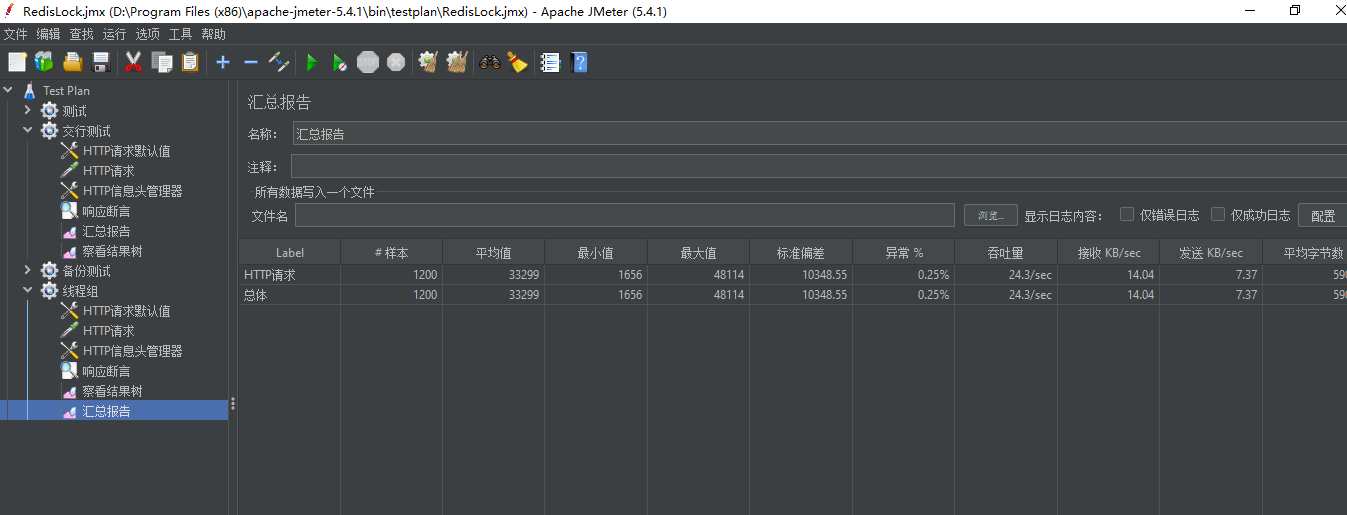 RedisLock.jmx (D:\Program Files (x86)\apache-jmeter-5.4.1\bin\testplan\RedisLock.jmx) - Apache JMeter (5.4.1)
文件 编辑 查找 运行 选项 工具 帮助
STOP
Test Plan
测试
交行测试
HTTP请求默认值
HTTP请求
HTTP信息头管理器
响应断言
汇总报告
察看结果树
备份测试
线程组
HTTP请求默认值
HTTP请求
HTTP信息头管理器
响应断言
察看结果树
汇总报告
汇总报告
名称： 汇总报告
注释：
所有数据写入一个文件
文件名 浏览... 显示日志内容： 仅错误日志 仅成功日志 配置
Label # 样本 平均值 最小值 最大值 标准偏差 异常 % 吞吐量 接收 KB/sec 发送 KB/sec 平均字节数
HTTP请求 1200 33299 1656 48114 10348.55 0.25% 24.3/sec 14.04 7.37
总体 1200 33299 1656 48114 10348.55 0.25% 24.3/sec 14.04 7.37